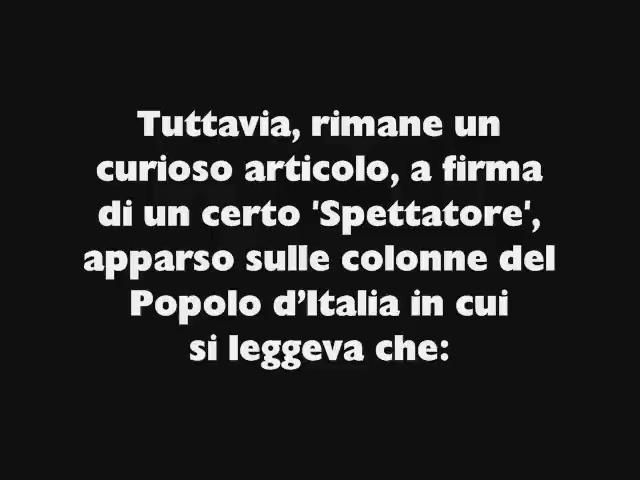 Tuttavia, rimane un
curioso articolo, a firma
di un certo 'Spettatore',
apparso sulle colonne del
Popolo d’Italia in cui
si leggeva che: